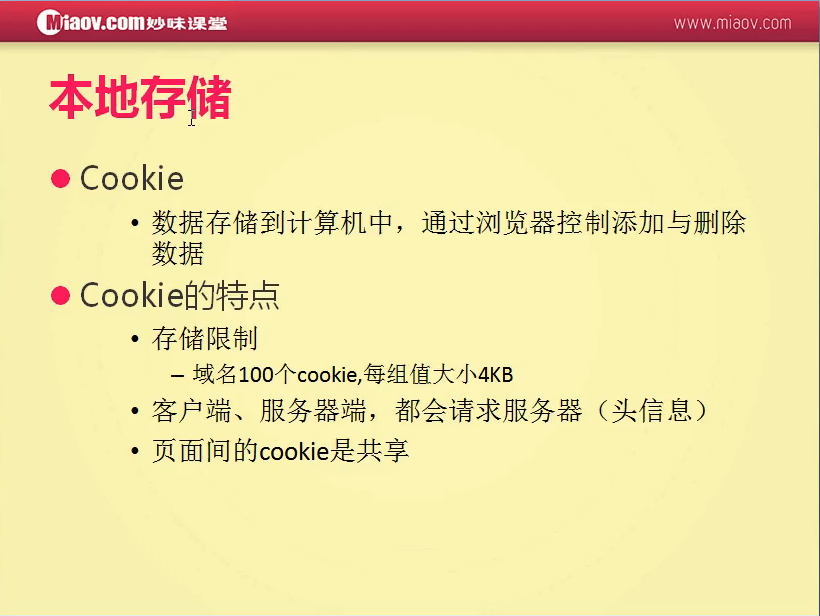 Miaov.com妙味课堂
www.miaov.com
本地存储
Cookie
• 数据存储到计算机中，通过浏览器控制添加与删除
数据
Cookie的特点
• 存储限制
– 域名100个cookie,每组值大小4KB
• 客户端、服务器端，都会请求服务器（头信息）
• 页面间的cookie是共享